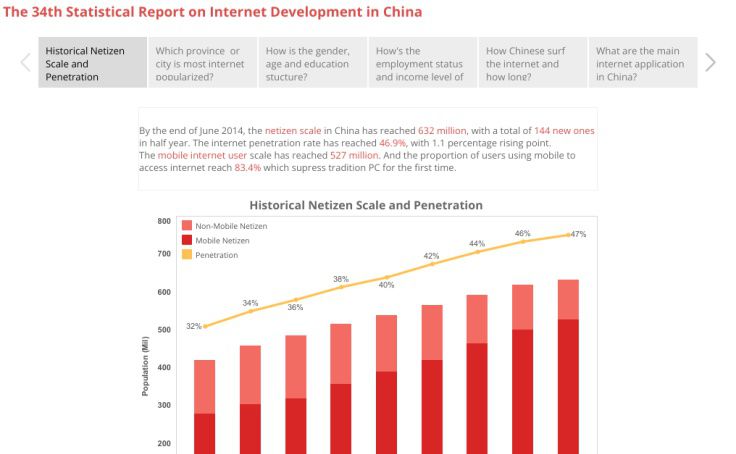 The 34th Statistical Report on Internet Development in China
Historical Netizen
Scale and
Penetration
Which province or
city is most internet
popularized?
How is the gender,
age and education
stucture?
How's the
employment status
and income level of
How Chinese surf
the internet and
how long?
What are the main
internet application
in China?
By the end of June 2014, the netizen scale in China has reached 632 million, with a total of 144 new ones
in half year. The internet penetration rate has reached 46.9%, with 1.1 percentage rising point.
The mobile internet user scale has reached 527 million. And the proportion of users using mobile to
access internet reach 83.4% which supress tradition PC for the first time.
Historical Netizen Scale and Penetration
Non-Mobile Netizen
Mobile Netizen
Penetration
800
700
600
500
400
300
200
Population (Mil)
32%
34%
36%
38%
40%
42%
44%
46%
47%